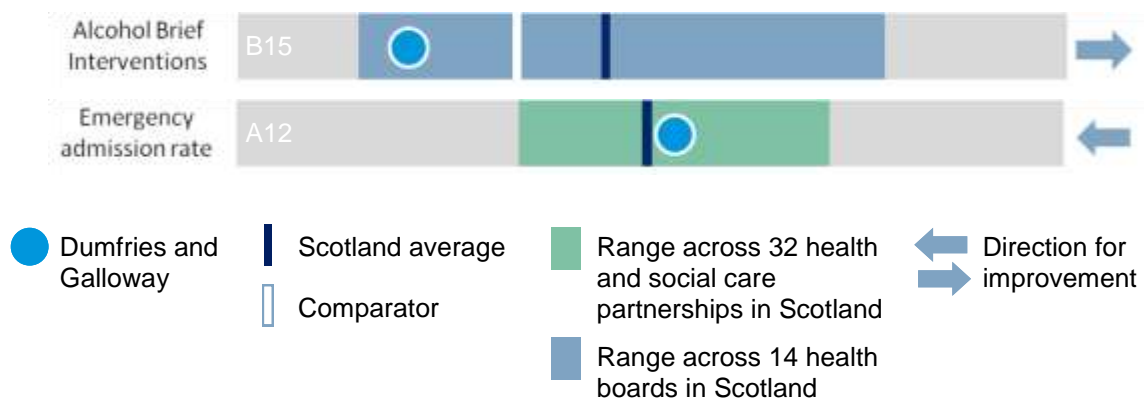 Alcohol Brief
Interventions
B15
Emergency
admission rate
A12
Dumfries and
Galloway
Scotland average
Comparator
Range across 32 health
and social care
partnerships in Scotland
Range across 14 health
boards in Scotland
Direction for
improvement